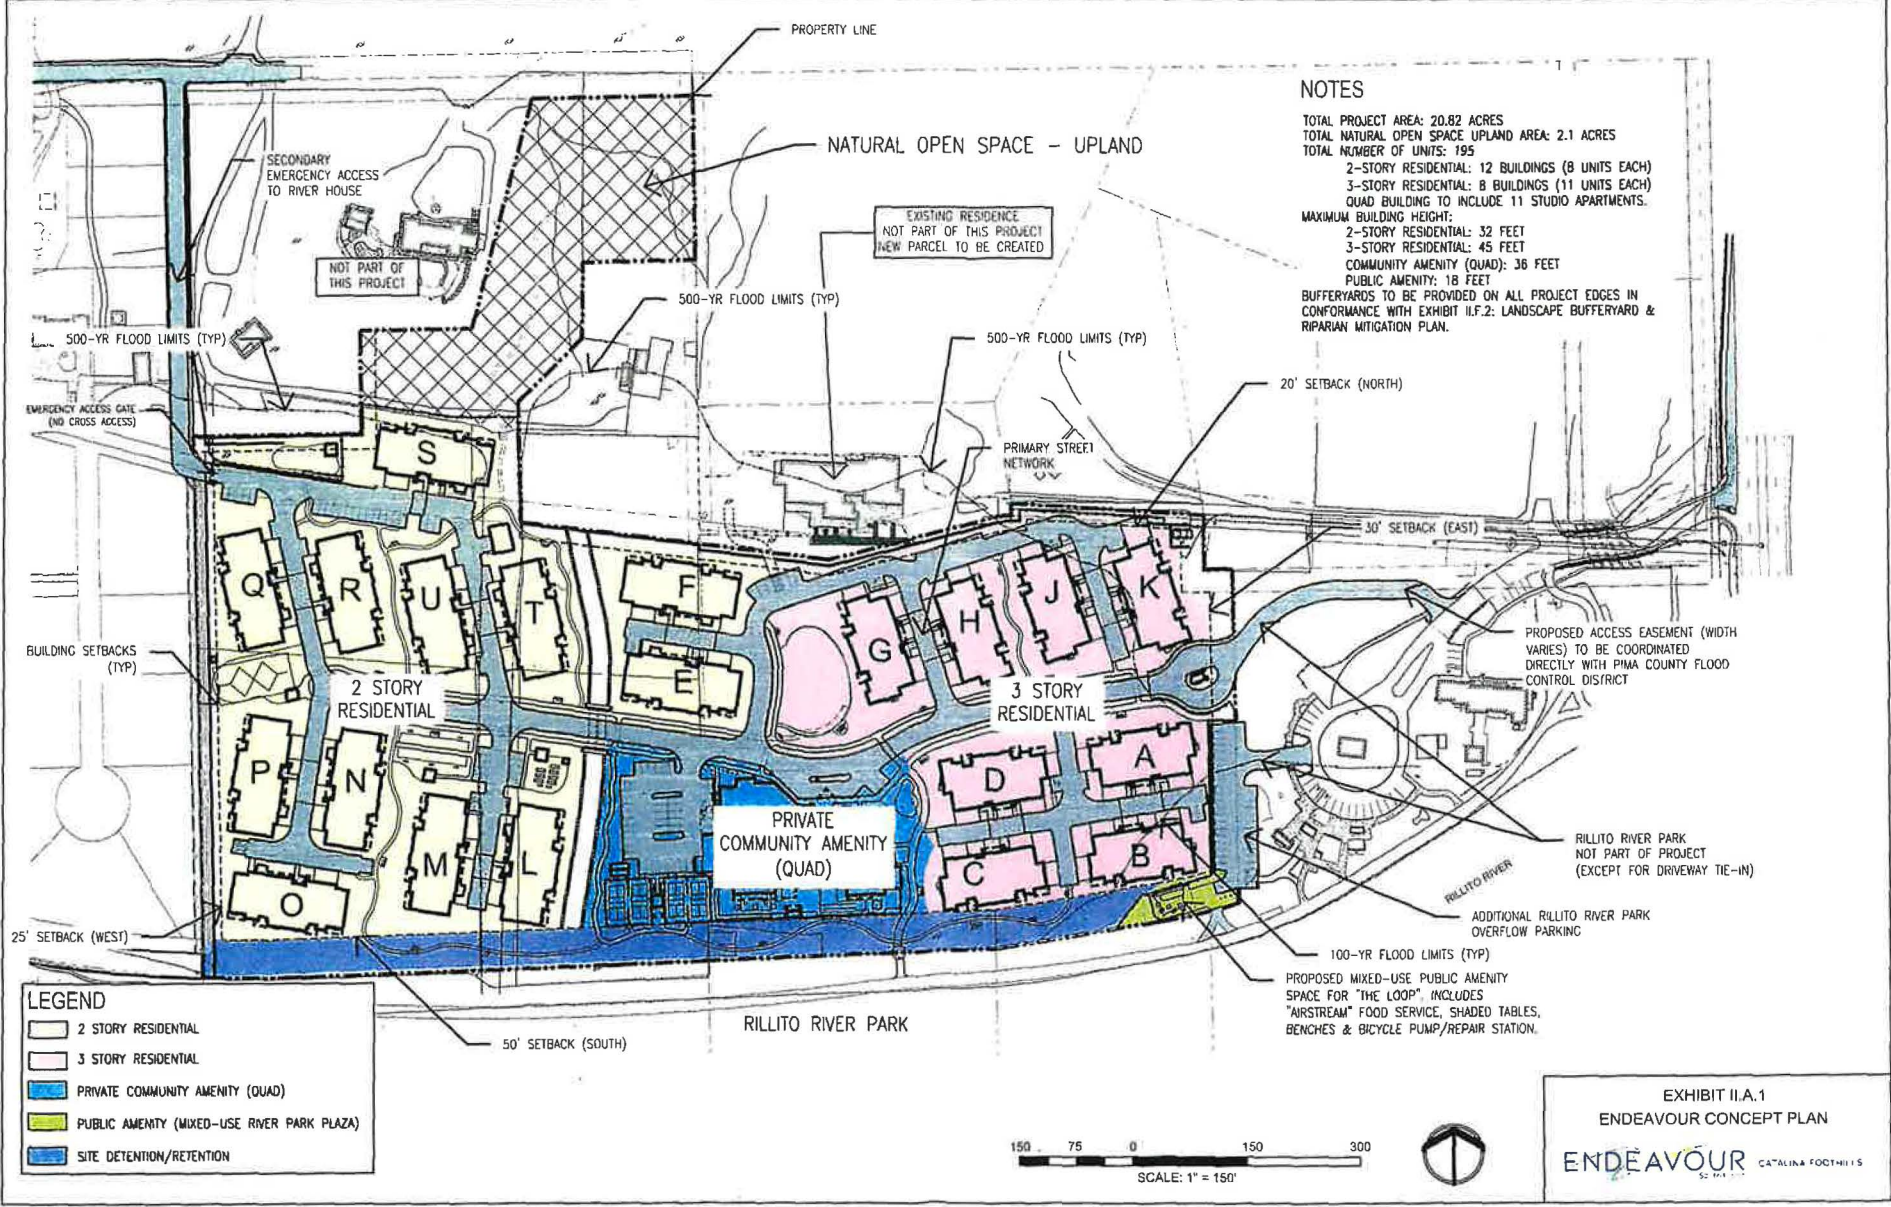 PROPERTY LINE
NOTES
TOTAL PROJECT AREA: 20.82 ACRES
TOTAL NATURAL OPEN SPACE UPLAND AREA: 2.1 ACRES
TOTAL NUMBER OF UNITS: 195
2-STORY RESIDENTIAL: 12 BUILDINGS (8 UNITS EACH)
3-STORY RESIDENTIAL: 8 BUILDINGS (11 UNITS EACH)
QUAD BUILDING TO INCLUDE 11 STUDIO APARTMENTS.
MAXIMUM BUILDING HEIGHT:
2-STORY RESIDENTIAL: 32 FEET
3-STORY RESIDENTIAL: 45 FEET
COMMUNITY AMENITY (QUAD): 36 FEET
PUBLIC AMENITY: 18 FEET
BUFFERYARDS TO BE PROVIDED ON ALL PROJECT EDGES IN
CONFORMANCE WITH EXHIBIT II.F.2: LANDSCAPE BUFFERYARD &
RIPARIAN MITIGATION PLAN.
NATURAL OPEN SPACE - UPLAND
SECONDARY
EMERGENCY ACCESS
TO RIVER HOUSE
EXISTING RESIDENCE
NOT PART OF THIS PROJECT
NEW PARCEL TO BE CREATED
NOT PART OF
THIS PROJECT
500-YR FLOOD LIMITS (TYP)
500-YR FLOOD LIMITS (TYP)
500-YR FLOOD LIMITS (TYP)
20' SETBACK (NORTH)
EMERGENCY ACCESS GATE
(NO CROSS ACCESS)
PRIMARY STREET
NETWORK
30' SETBACK (EAST)
S
Q
R
U
T
F
E
G
H
J
K
BUILDING SETBACKS
(TYP)
2 STORY
RESIDENTIAL
3 STORY
RESIDENTIAL
PROPOSED ACCESS EASEMENT (WIDTH
VARIES) TO BE COORDINATED
DIRECTLY WITH PIMA COUNTY FLOOD
CONTROL DISTRICT
P
N
D
A
PRIVATE
COMMUNITY AMENITY
(QUAD)
O
M
L
C
B
RILLITO RIVER PARK
NOT PART OF PROJECT
(EXCEPT FOR DRIVEWAY TIE-IN)
RILLITO RIVER
ADDITIONAL RILLITO RIVER PARK
OVERFLOW PARKING
25' SETBACK (WEST)
100-YR FLOOD LIMITS (TYP)
PROPOSED MIXED-USE PUBLIC AMENITY
SPACE FOR "THE LOOP". INCLUDES
"AIRSTREAM" FOOD SERVICE, SHADED TABLES,
BENCHES & BICYCLE PUMP/REPAIR STATION.
RILLITO RIVER PARK
50' SETBACK (SOUTH)
LEGEND
2 STORY RESIDENTIAL
3 STORY RESIDENTIAL
PRIVATE COMMUNITY AMENITY (QUAD)
PUBLIC AMENITY (MIXED-USE RIVER PARK PLAZA)
SITE DETENTION/RETENTION
150 75 0 150 300
SCALE: 1" = 150'
EXHIBIT II.A.1
ENDEAVOUR CONCEPT PLAN
ENDEAVOUR CATALINA FOOTHILLS